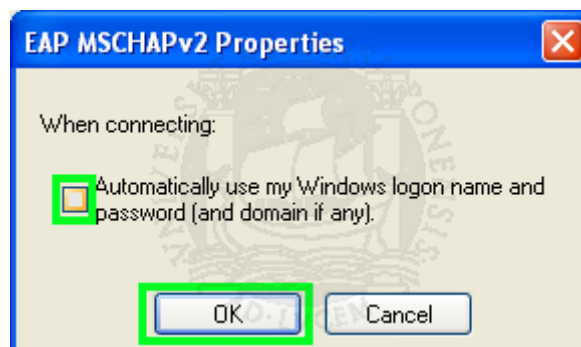 EAP MSCHAPv2 Properties
When connecting:
Automatically use my Windows logon name and
password (and domain if any).
OK
Cancel